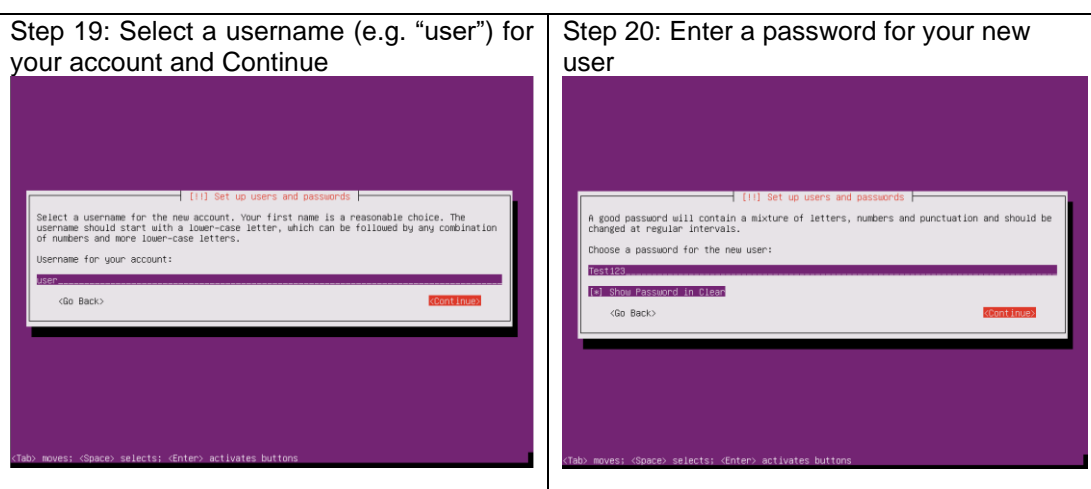 Step 19: Select a username (e.g. “user”) for
your account and Continue
[!!] Set up users and passwords
Select a username for the new account. Your first name is a reasonable choice. The
username should start with a lower-case letter, which can be followed by any combination
of numbers and more lower-case letters.
Username for your account:
user
<Go Back>
<Continue>
<Tab> moves; <Space> selects; <Enter> activates buttons
Step 20: Enter a password for your new
user
[!!] Set up users and passwords
A good password will contain a mixture of letters, numbers and punctuation and should be
changed at regular intervals.
Choose a password for the new user:
Test123
[*] Show Password in Clear
<Go Back>
<Continue>
<Tab> moves; <Space> selects; <Enter> activates buttons